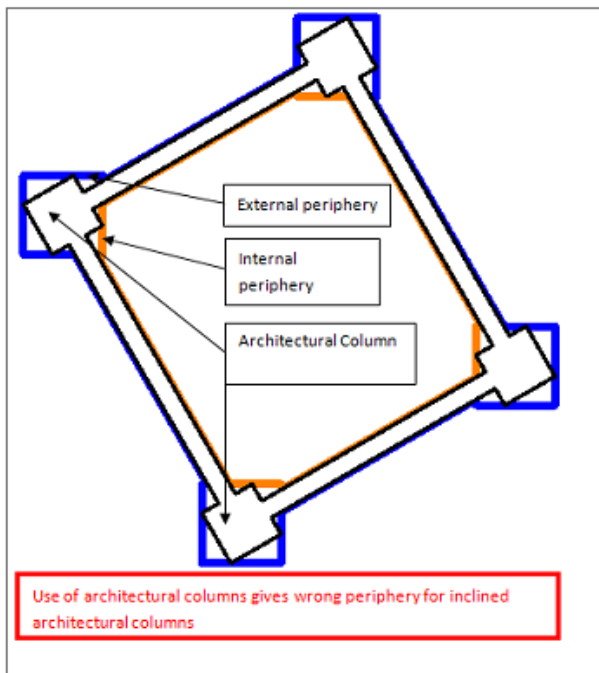 External periphery
Internal
periphery
Architectural Column
Use of architectural columns gives wrong periphery for inclined
architectural columns